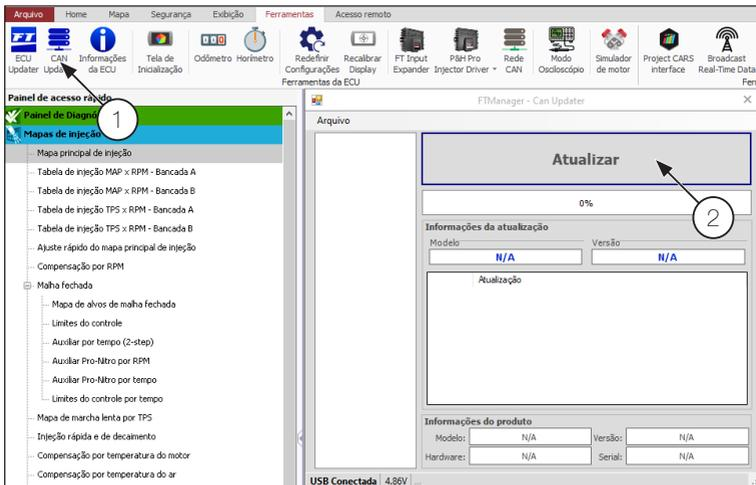 Arquivo Home Mapa Segurança Exibição Ferramentas Acesso remoto
FT
ECU Updater
CAN
Informações da ECU
Tela de Inicialização
Odômetro Horímetro
Redefinir Configurações
Recalibrar Display
FT Input Expander
P&H Pro Injector Driver
Rede CAN
Modo Osciloscópio
Simulador de motor
Project CARS interface
Broadcast Real-Time Data
Ferramentas da ECU
Painel de acesso rápido
1
Mapas de injeção
Mapa principal de injeção
Tabela de injeção MAP x RPM - Bancada A
Tabela de injeção MAP x RPM - Bancada B
Tabela de injeção TPS x RPM - Bancada A
Tabela de injeção TPS x RPM - Bancada B
Ajuste rápido do mapa principal de injeção
Compensação por RPM
Malha fechada
Mapa de alvos de malha fechada
Limites do controle
Auxiliar por tempo (2-step)
Auxiliar Pro-Nitro por RPM
Auxiliar Pro-Nitro por tempo
Limites do controle por tempo
Mapa de marcha lenta por TPS
Injeção rápida e de decaimento
Compensação por temperatura do motor
Compensação por temperatura do ar
FTManager - Can Updater
Arquivo
Atualizar
2
0%
Informações da atualização
Modelo Versão
N/A N/A
Atualização
Informações do produto
Modelo: N/A Versão: N/A
Hardware: N/A Serial: N/A
USB Conectada 4.86V